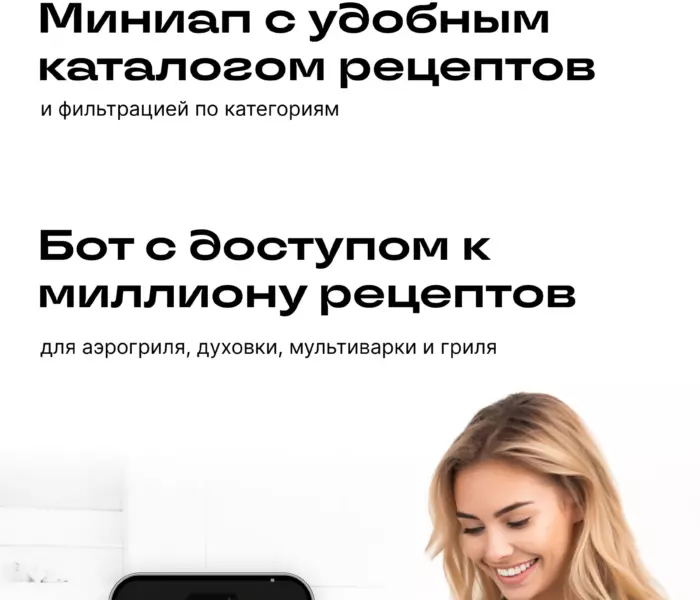 Миниап с удобным
каталогом рецептов
и фильтрацией по категориям
Бот с доступом к
миллиону рецептов
для аэрогриля, духовки, мультиварки и гриля